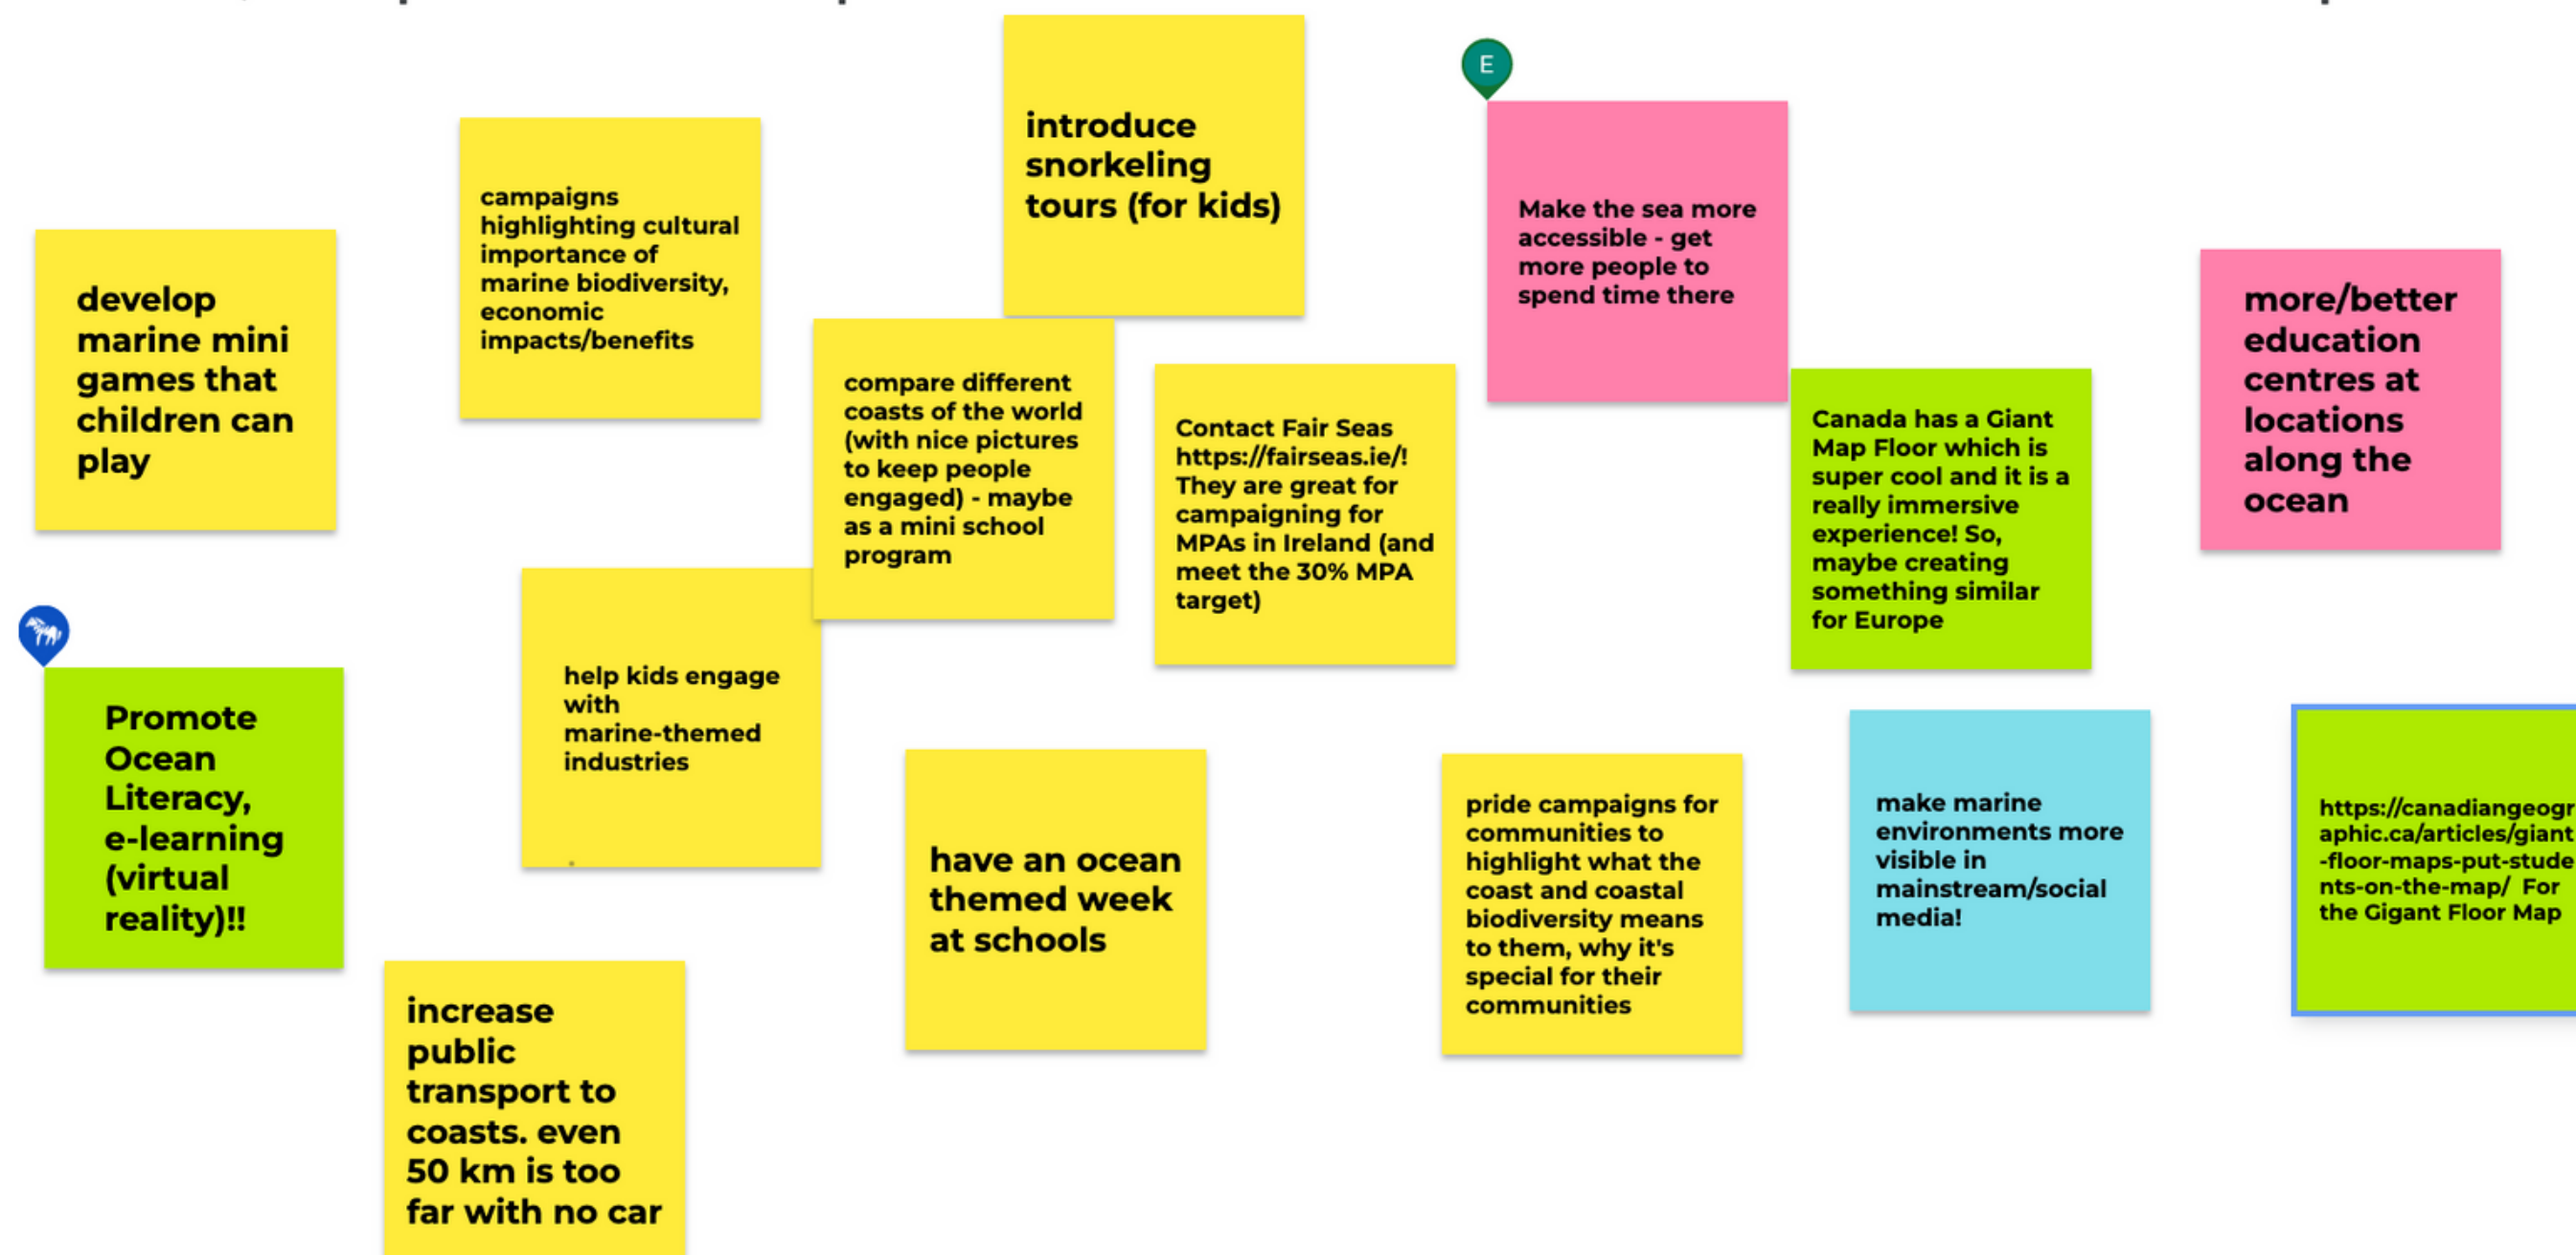 develop
marine mini
games that
children can
play
campaigns
highlighting cultural
importance of
marine biodiversity,
economic
impacts/benefits
introduce
snorkeling
tours (for kids)
E
Make the sea more
accessible - get
more people to
spend time there
more/better
education
centres at
locations
along the
ocean
compare different
coasts of the world
(with nice pictures
to keep people
engaged) - maybe
as a mini school
program
Contact Fair Seas
https://fairseas.ie/!
They are great for
campaigning for
MPAs in Ireland (and
meet the 30% MPA
target)
Canada has a Giant
Map Floor which is
super cool and it is a
really immersive
experience! So,
maybe creating
something similar
for Europe
Promote
Ocean
Literacy,
e-learning
(virtual
reality)!!
help kids engage
with
marine-themed
industries
have an ocean
themed week
at schools
pride campaigns for
communities to
highlight what the
coast and coastal
biodiversity means
to them, why it's
special for their
communities
make marine
environments more
visible in
mainstream/social
media!
https://canadiangeogr
aphic.ca/articles/giant
-floor-maps-put-stude
nts-on-the-map/ For
the Gigant Floor Map
increase
public
transport to
coasts. even
50 km is too
far with no car